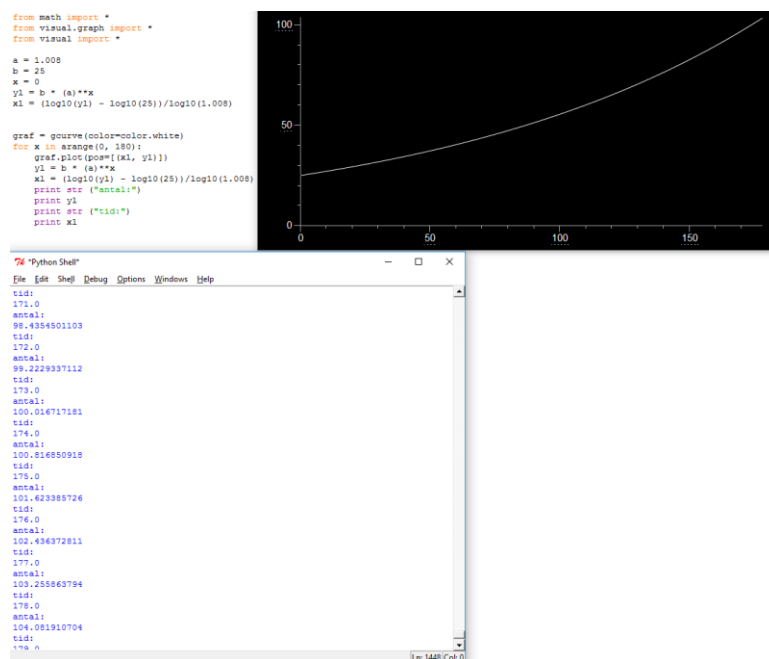 from math import *
from visual.graph import *
from visual import *
a = 1.008
b = 25
x = 0
y1 = b * (a)**x
x1 = (log10(y1) - log10(25))/log10(1.008)
graf = gcurve(color=color.white)
for x in arange(0, 180):
graf.plot(pos=[(x1, y1)])
y1 = b * (a)**x
x1 = (log10(y1) - log10(25))/log10(1.008)
print str ("antal:")
print y1
print str ("tid:")
print x1
100
50
0
0 50 100 150
*Python Shell*
File Edit Shell Debug Options Windows Help
tid:
171.0
antal:
98.4354501103
tid:
172.0
antal:
99.2229337112
tid:
173.0
antal:
100.016717181
tid:
174.0
antal:
100.816850918
tid:
175.0
antal:
101.623385726
tid:
176.0
antal:
102.436372811
tid:
177.0
antal:
103.255863794
tid:
178.0
antal:
104.081910704
tid:
179.0
Ln: 1448 Col: 0